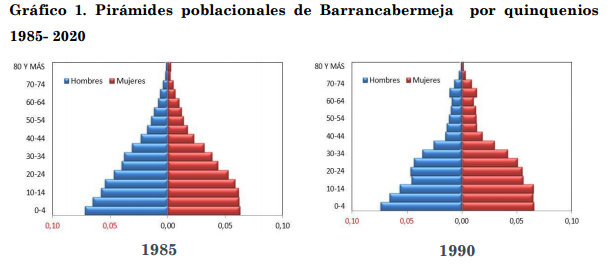 Gráfico 1. Pirámides poblacionales de Barrancabermeja por quinquenios
1985- 2020
80 Y MÁS
70-74
60-64
50-54
40-44
30-34
20-24
10-14
0-4
Hombres Mujeres
0,10 0,05 0,00 0,05 0,10
1985
80 Y MÁS
70-74
60-64
50-54
40-44
30-34
20-24
10-14
0-4
Hombres Mujeres
0,10 0,05 0,00 0,05 0,10
1990